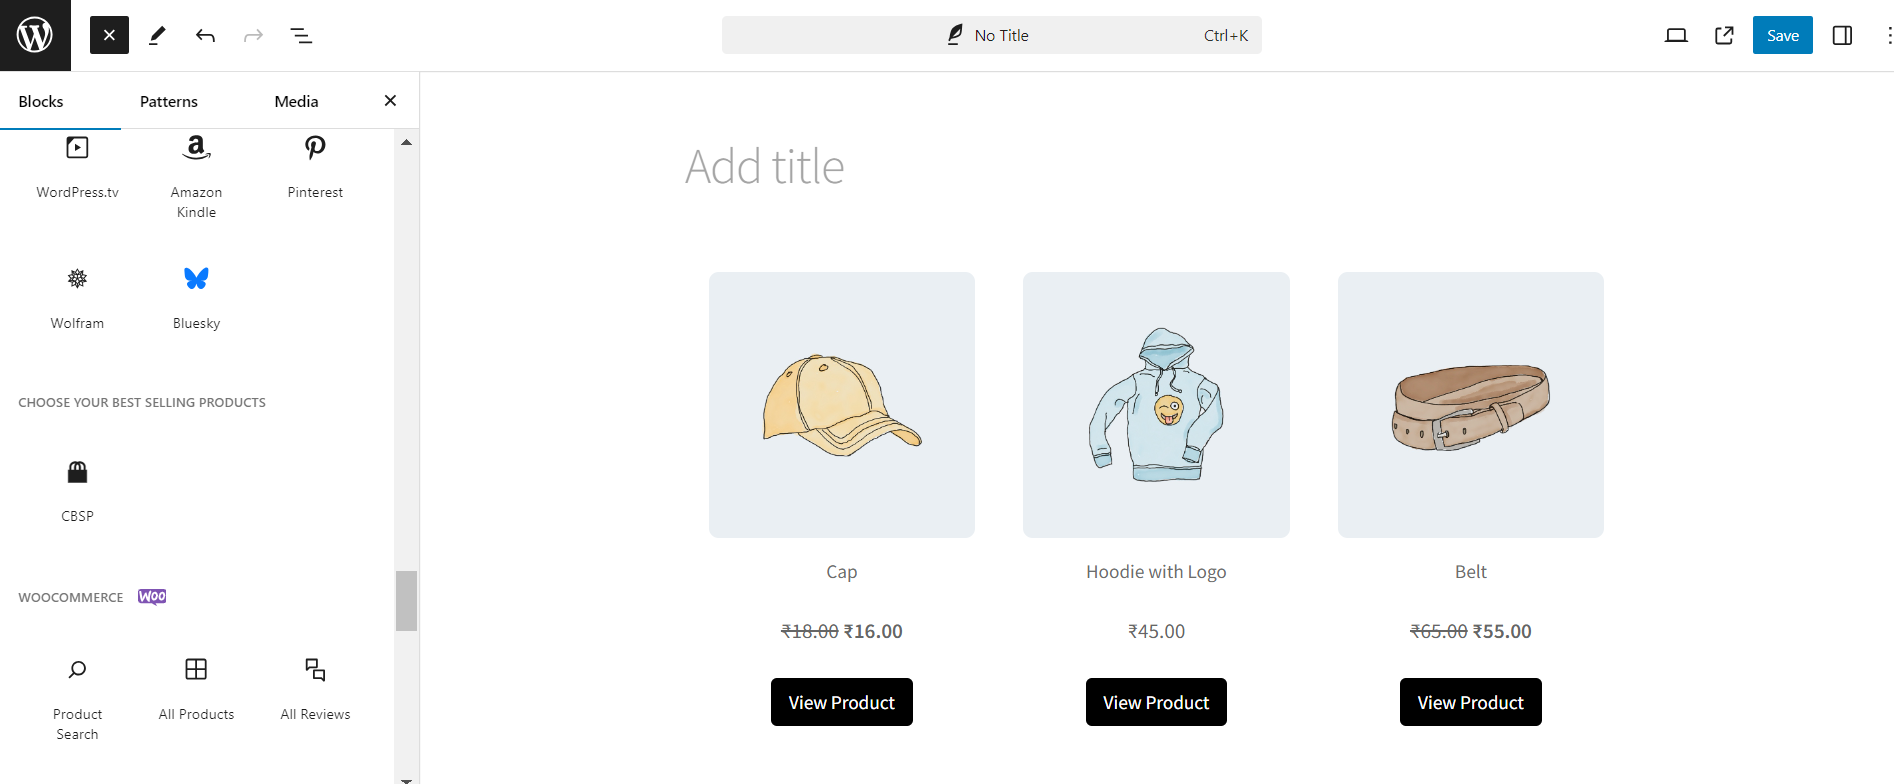 No Title
Ctrl+K
Save
Blocks
Patterns
Media
WordPress.tv
Amazon
Kindle
Pinterest
Wolfram
Bluesky
CHOOSE YOUR BEST SELLING PRODUCTS
CBSP
WOOCOMMERCE
Woo
Product
Search
All Products
All Reviews
Add title
Cap
₹18.00 ₹16.00
View Product
Hoodie with Logo
₹45.00
View Product
Belt
₹65.00 ₹55.00
View Product